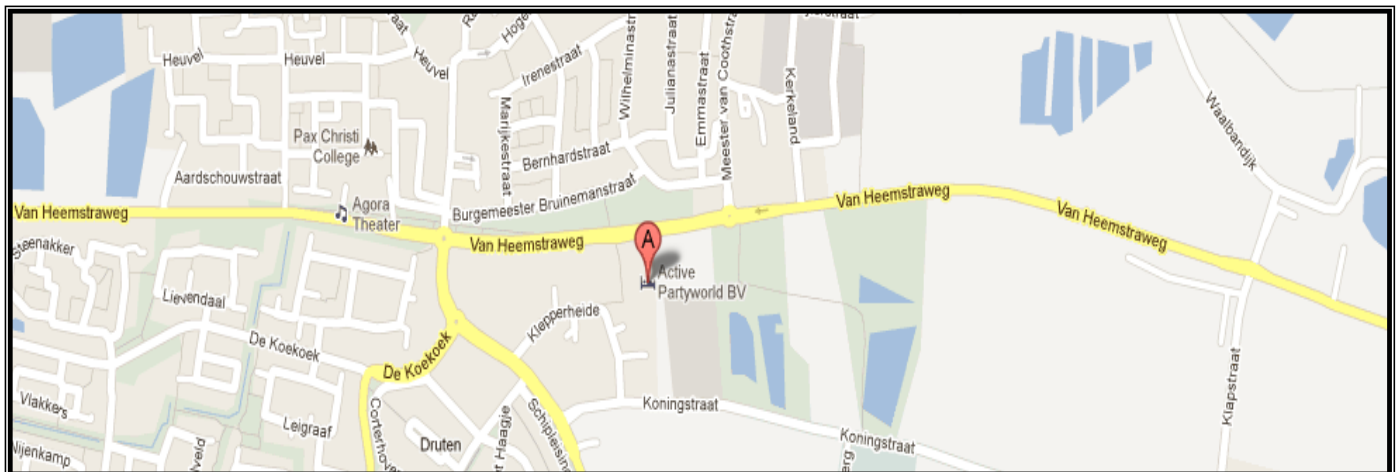 Heuvel
Heuvel
Heuvel
Irenestraat
Marijkestraat
Wilhelminastr
Julianastraat
Emmastraat
Meester van Coothstra
Kerkeland
Waalbandijk
Pax Christi
College
Bernhardstraat
Aardschouwstraat
Burgemeester Bruinemanstraat
Agora
Theater
Van Heemstraweg
Van Heemstraweg
Van Heemstraweg
Van Heemstraweg
Steenakker
A
Active
Partyworld BV
Lievendaal
Klepperheide
De Koekoek
De Koekoek
Klapstraat
Vlakkers
Leigraaf
Koningstraat
Koningstraat
Druten
Nijenkamp